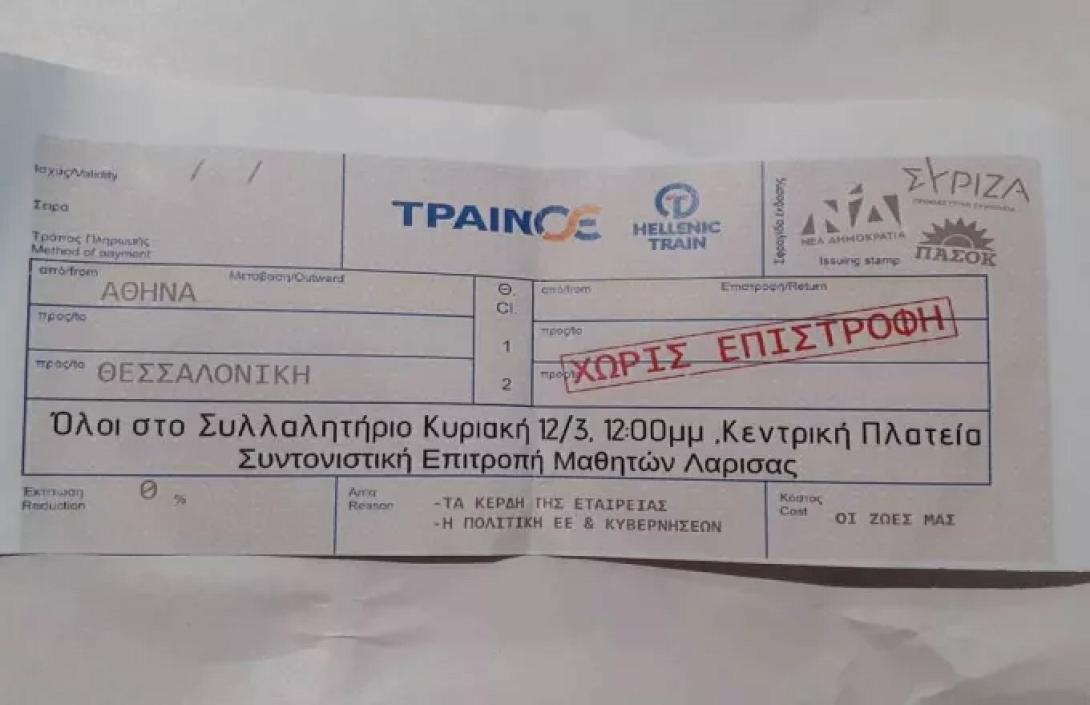 Ισχύς/Validity / /
Σειρά
Τρόπος Πληρωμής
Method of payment
ΤΡΑΙΝΟΣΕ
HELLENIC
TRAIN
Σφραγίδα έκδοσης
ΣΥΡΙΖΑ
ΝΔ
ΝΕΑ ΔΗΜΟΚΡΑΤΙΑ
ΠΑΣΟΚ
Issuing stamp
από/from Μετάβαση/Outward
ΑΘΗΝΑ
προς/to
προς/to ΘΕΣΣΑΛΟΝΙΚΗ
Θ.
Cl.
1
2
από/from Επιστροφή/Return
προς/to
προς/to
ΧΩΡΙΣ ΕΠΙΣΤΡΟΦΗ
Όλοι στο Συλλαλητήριο Κυριακή 12/3, 12:00μμ ,Κεντρική Πλατεία
Συντονιστική Επιτροπή Μαθητών Λαρισας
Έκπτωση
Reduction 0 %
Αιτία
Reason
-ΤΑ ΚΕΡΔΗ ΤΗΣ ΕΤΑΙΡΕΙΑΣ
-Η ΠΟΛΙΤΙΚΗ ΕΕ & ΚΥΒΕΡΝΗΣΕΩΝ
Κόστος
Cost ΟΙ ΖΩΕΣ ΜΑΣ